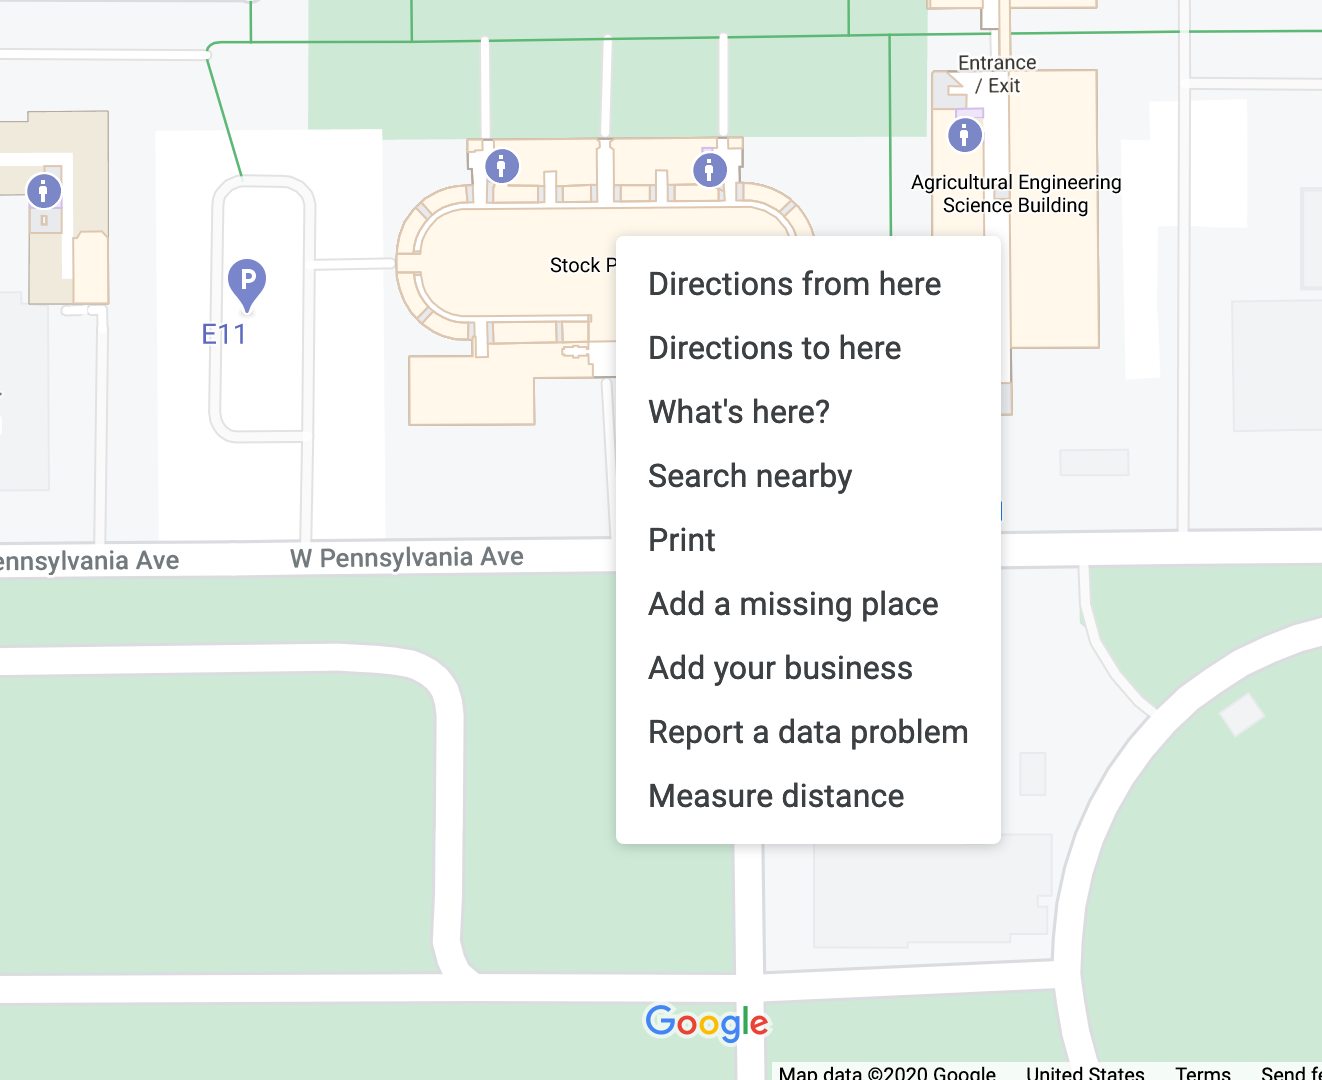 Entrance
/ Exit
Agricultural Engineering
Science Building
Stock P
P
E11
ennsylvania Ave
W Pennsylvania Ave
Directions from here
Directions to here
What's here?
Search nearby
Print
Add a missing place
Add your business
Report a data problem
Measure distance
Google
Map data ©2020 Google United States Terms Send fe